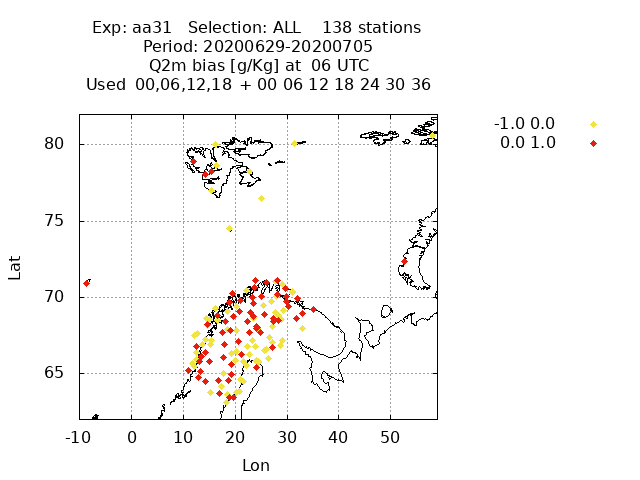 Exp: aa31 Selection: ALL 138 stations
Period: 20200629-20200705
Q2m bias [g/Kg] at 06 UTC
Used 00,06,12,18 + 00 06 12 18 24 30 36
-1.0 0.0
0.0 1.0
80
75
70
65
Lat
-10 0 10 20 30 40 50
Lon